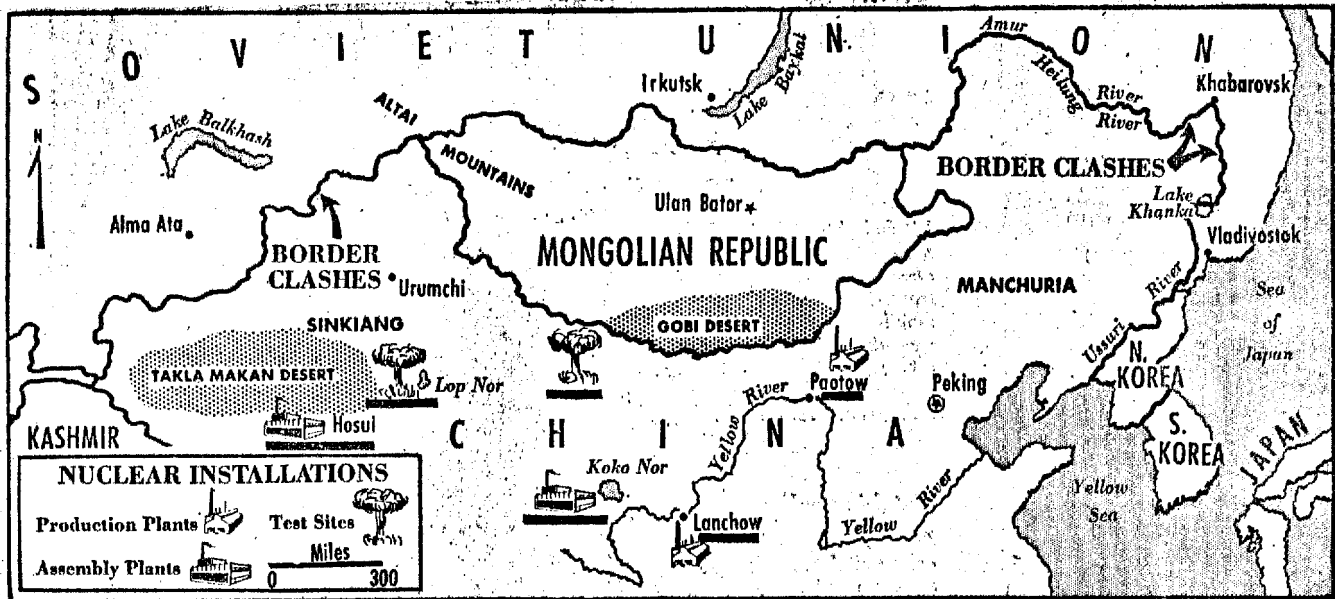 SOVIET UNION
Amur
Heilung
River
River
Khabarovsk
Irkutsk
Lake Baykal
ALTAI
MOUNTAINS
Lake Balkhash
N
BORDER CLASHES
Lake
Khanka
Ulan Bator
Alma Ata
BORDER
CLASHES
Urumchi
MONGOLIAN REPUBLIC
Vladivostok
MANCHURIA
Ussuri River
Sea
of
Japan
SINKIANG
GOBI DESERT
TAKLA MAKAN DESERT
Lop Nor
Paotow
Peking
N.
KOREA
Hosul
KASHMIR
CHINA
Yellow River
S.
KOREA
JAPAN
Koko Nor
Lanchow
Yellow River
Yellow
Sea
NUCLEAR INSTALLATIONS
Production Plants
Test Sites
Assembly Plants
Miles
0 300